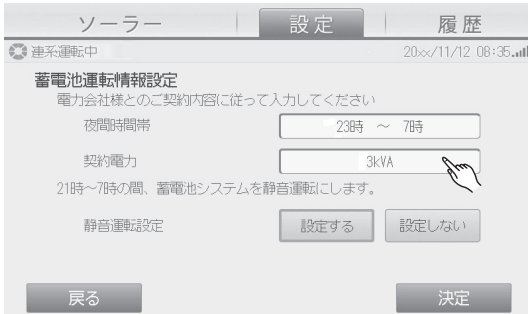 ソーラー 設定 履歴
連系運転中 20××/11/12 08:35
蓄電池運転情報設定
電力会社様とのご契約内容に従って入力してください
夜間時間帯 23時 ～ 7時
契約電力 3kVA
21時～7時の間、蓄電池システムを静音運転にします。
静音運転設定 設定する 設定しない
戻る 決定